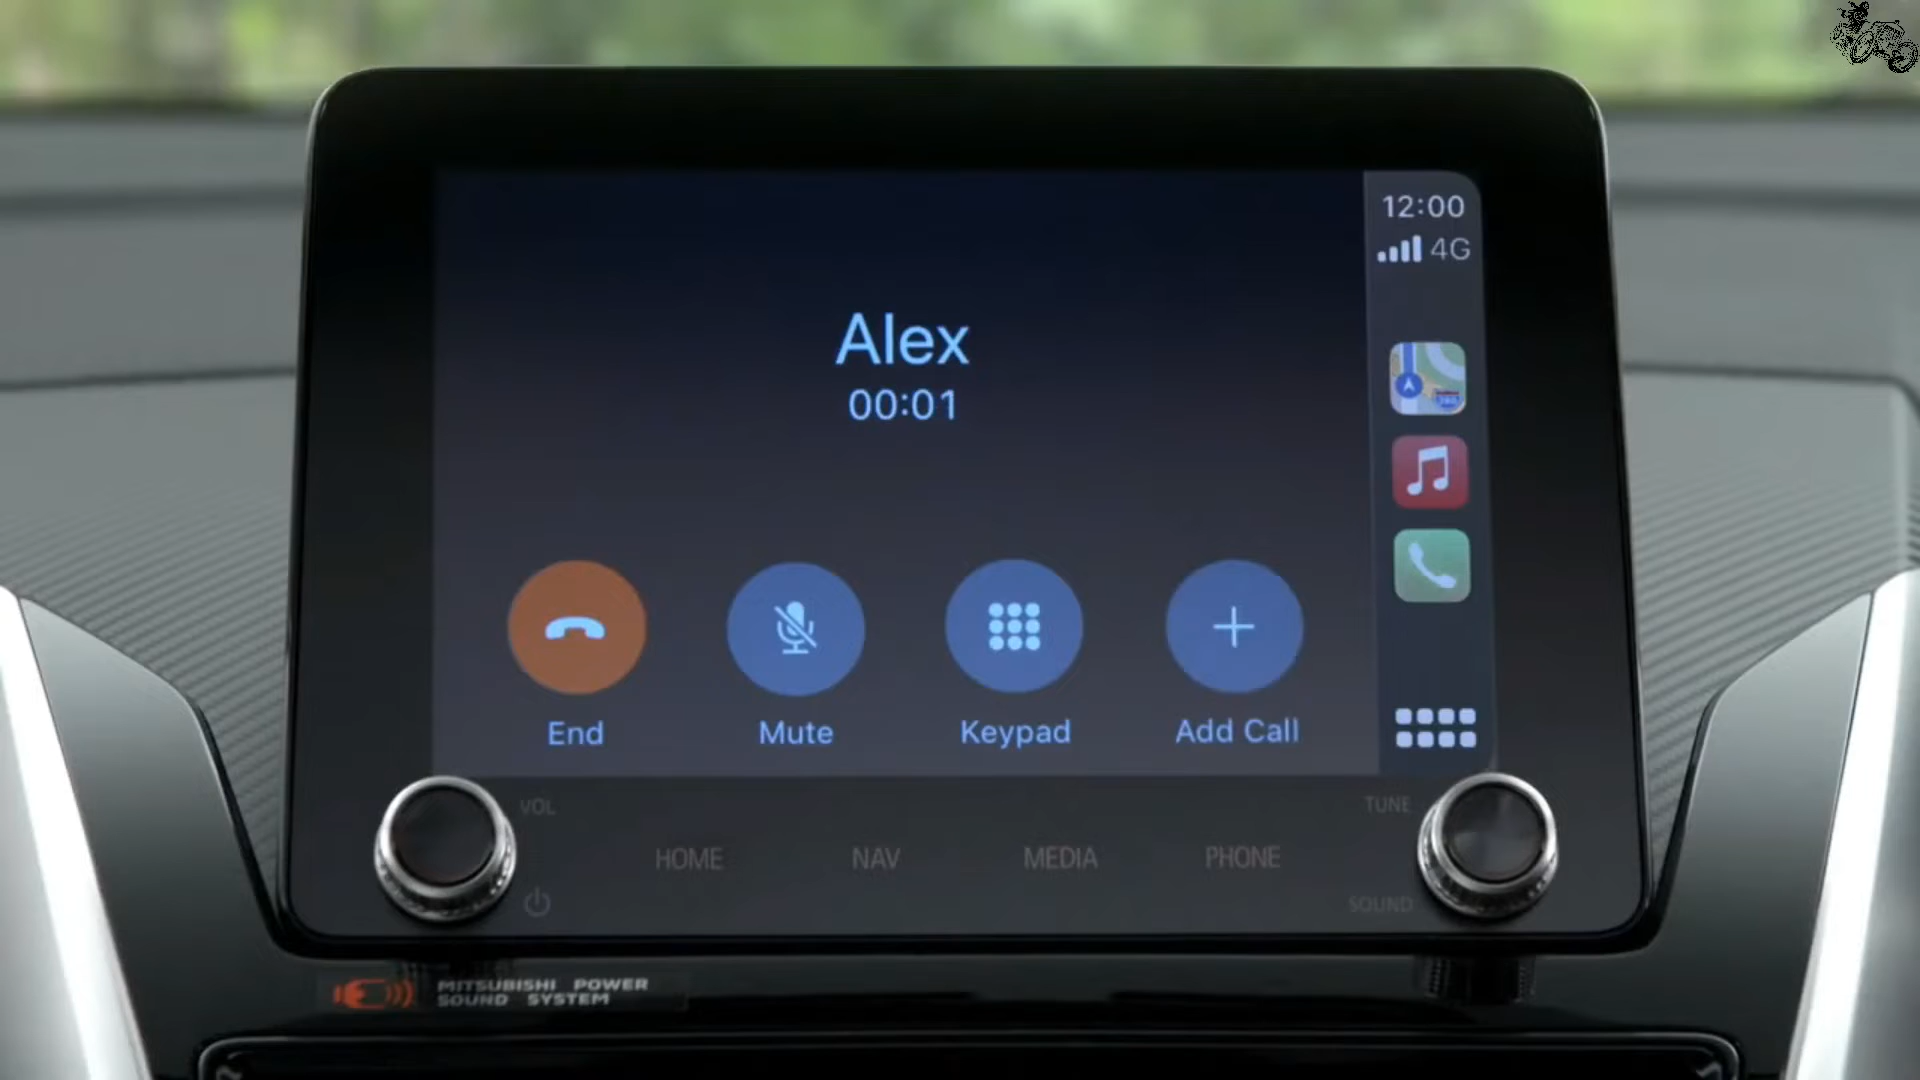 12:00
4G
Alex
00:01
End
Mute
Keypad
Add Call
VOL
TUNE
HOME
NAV
MEDIA
PHONE
SOUND
MITSUBISHI POWER
SOUND SYSTEM